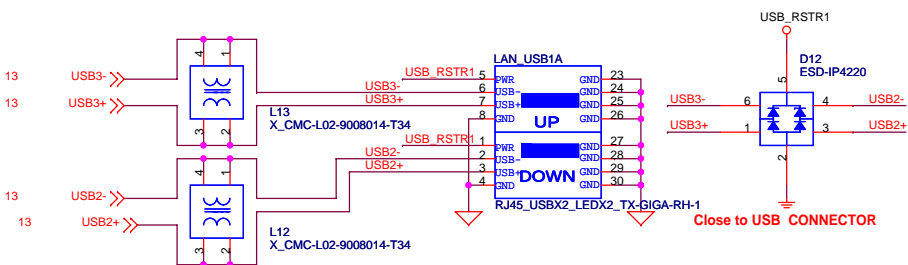 USB_RSTR1
LAN_USB1A
D12
ESD-IP4220
4 1
13 USB3-
13 USB3+
3 2
L13
X_CMC-L02-9008014-T34
USB_RSTR1 5 PWR GND 23
USB3- 6 USB- GND 24
USB3+ 7 USB+ GND 25
8 GND GND 26
UP
USB_RSTR1 1 PWR GND 27
USB2- 2 USB- GND 28
USB2+ 3 USB+ GND 29
4 GND GND 30
DOWN
RJ45_USBX2_LEDX2_TX-GIGA-RH-1
5
USB3- 6 4 USB2-
USB3+ 1 3 USB2+
2
Close to USB CONNECTOR
4 1
13 USB2-
13 USB2+
3 2
L12
X_CMC-L02-9008014-T34